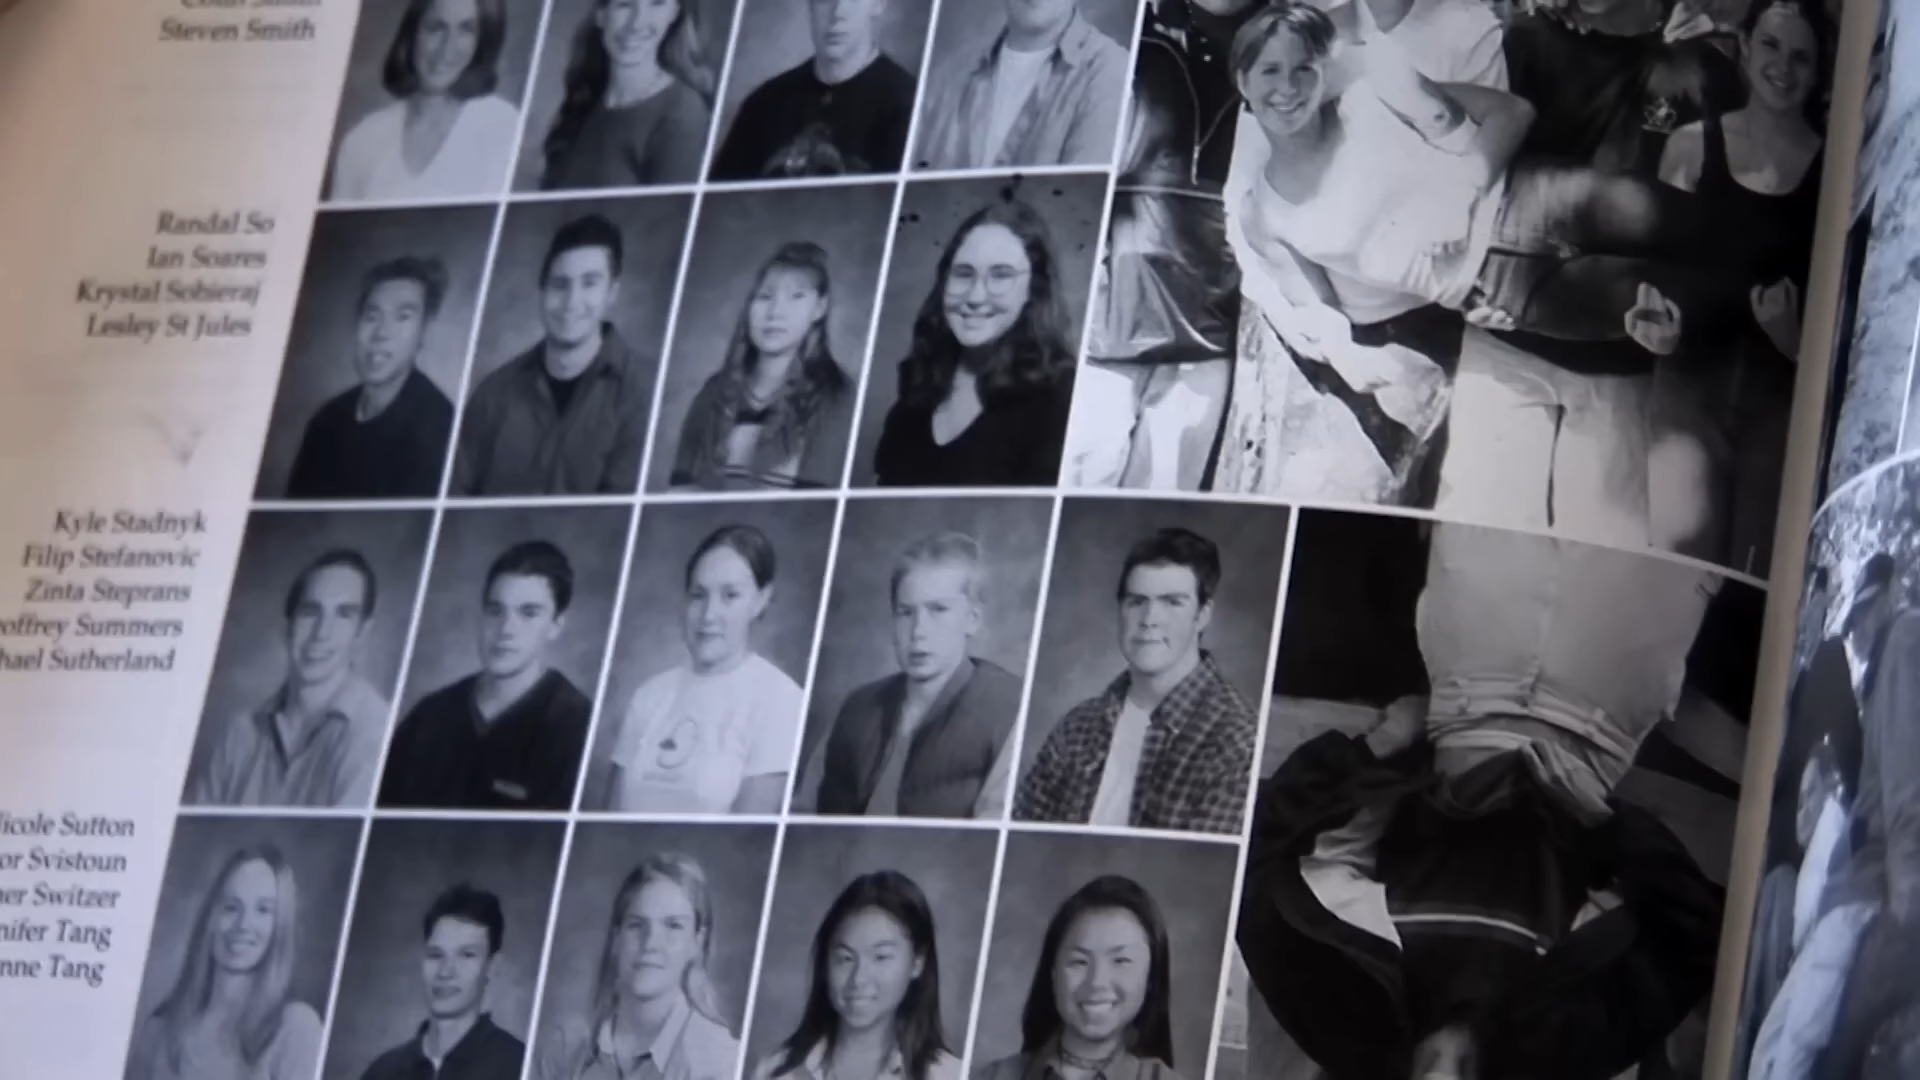 Steven Smith
Randal So
Ian Soares
Krystal Sobieraj
Lesley St Jules
Kyle Stadnyk
Filip Stefanovic
Zinta Steprans
offrey Summers
hael Sutherland
icole Sutton
or Svistoun
her Switzer
nifer Tang
nne Tang